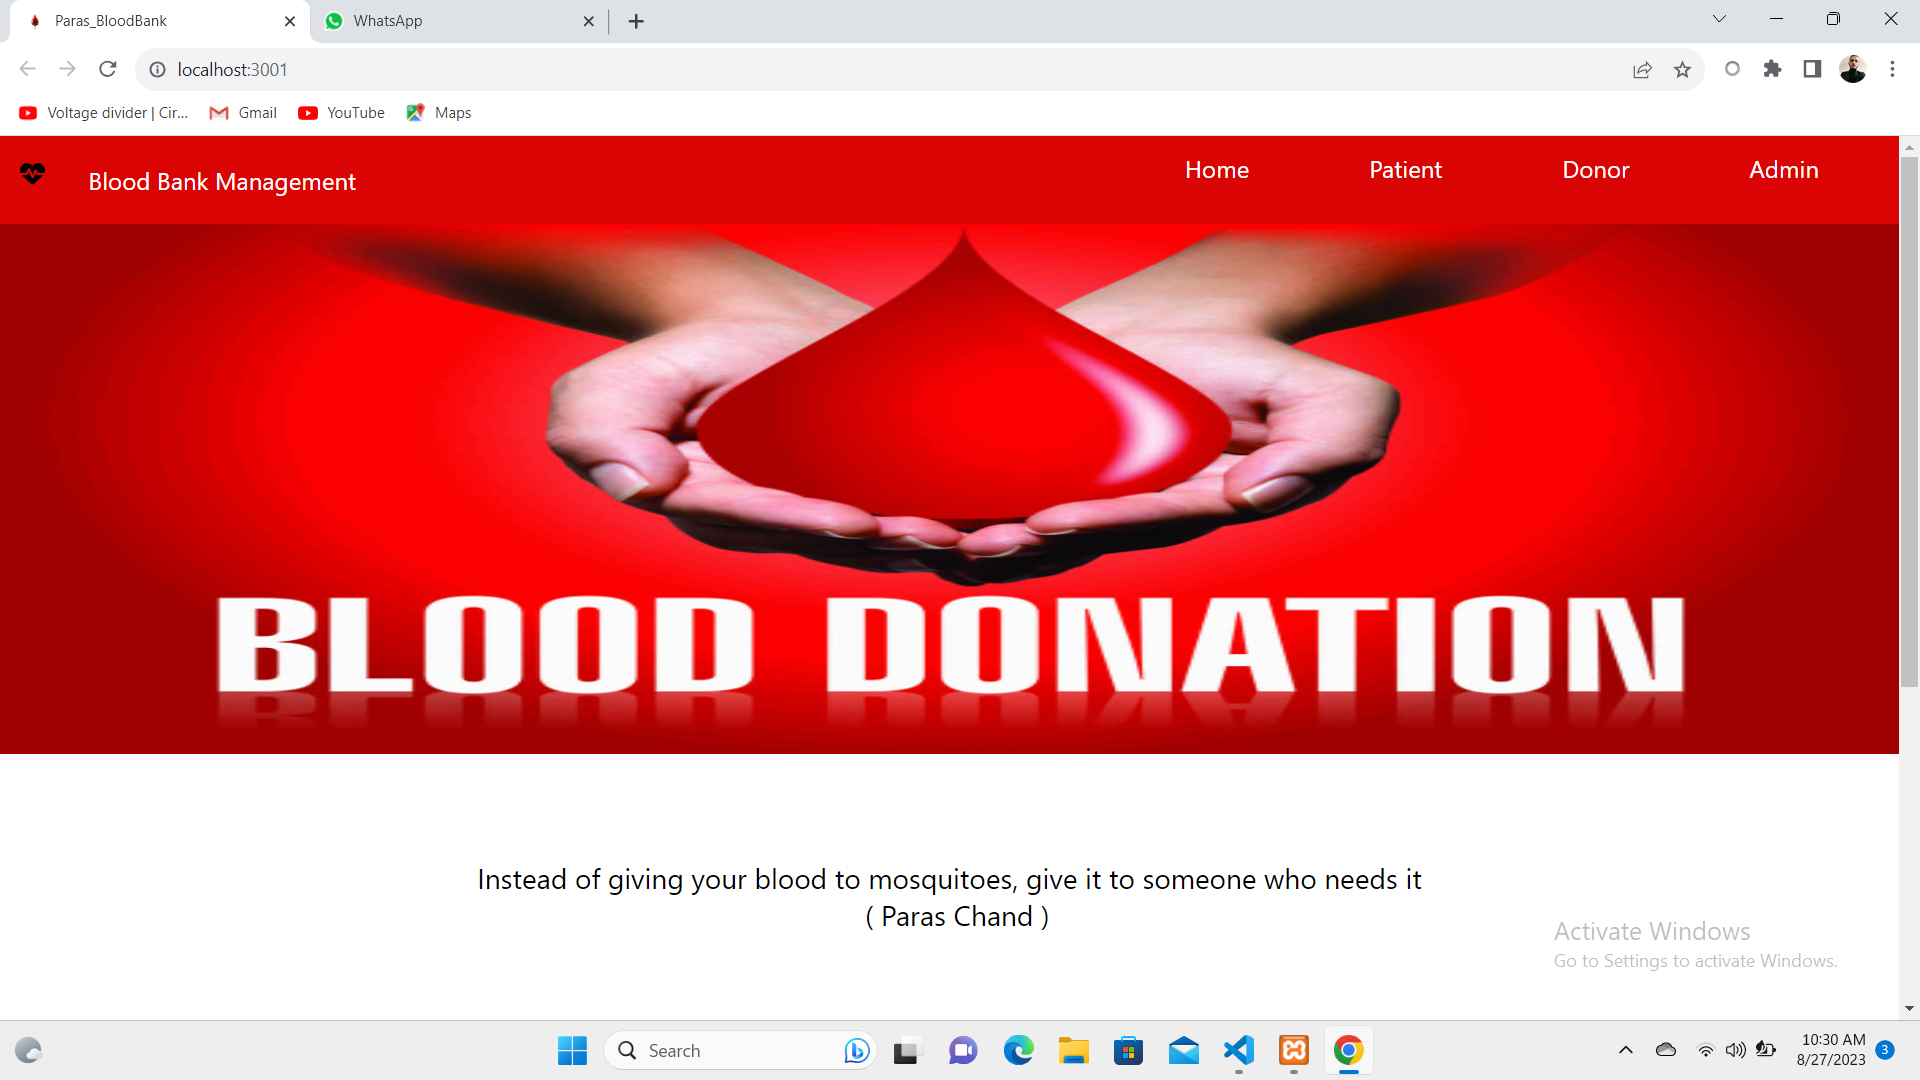 Paras_BloodBank
WhatsApp
localhost:3001
Voltage divider | Cir...
Gmail
YouTube
Maps
Blood Bank Management
Home
Patient
Donor
Admin
BLOOD DONATION
Instead of giving your blood to mosquitoes, give it to someone who needs it
( Paras Chand )
Activate Windows
Go to Settings to activate Windows.
Search
10:30 AM
8/27/2023
3